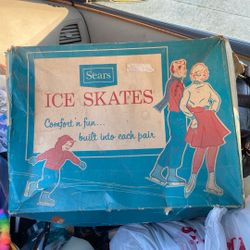 Sears
ICE SKATES
Comfort 'n fun...
built into each pair